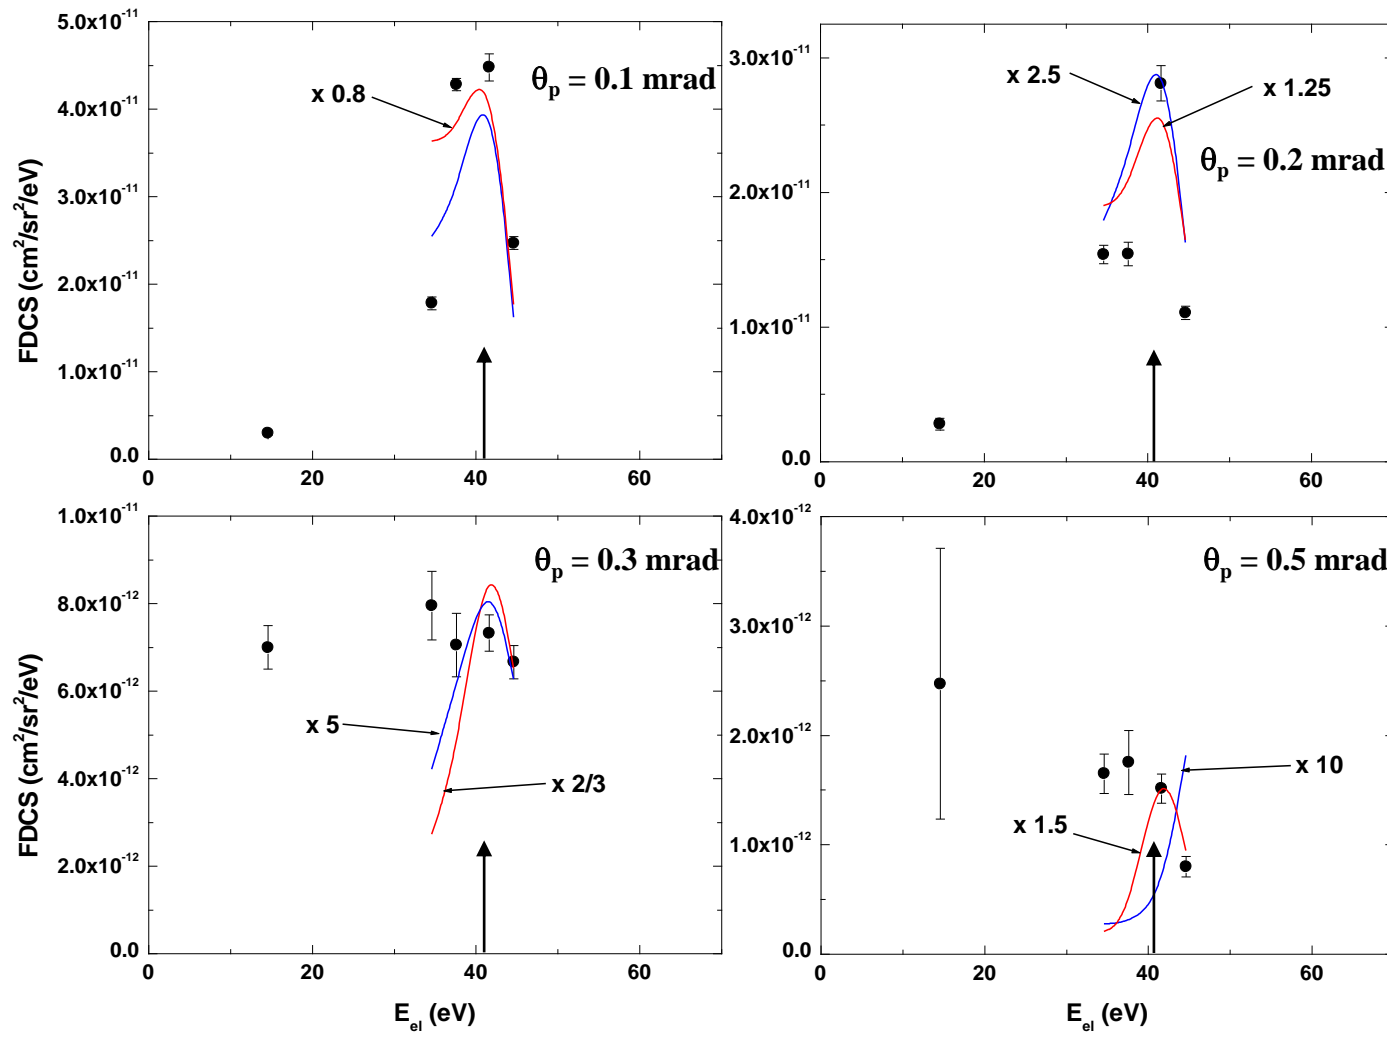 5.0x10⁻¹¹
4.0x10⁻¹¹
3.0x10⁻¹¹
2.0x10⁻¹¹
1.0x10⁻¹¹
0.0
0 20 40 60
FDCS (cm²/sr²/eV)
θp = 0.1 mrad
x 0.8
3.0x10⁻¹¹
2.0x10⁻¹¹
1.0x10⁻¹¹
0.0
0 20 40 60
x 2.5
x 1.25
θp = 0.2 mrad
1.0x10⁻¹¹
8.0x10⁻¹²
6.0x10⁻¹²
4.0x10⁻¹²
2.0x10⁻¹²
0.0
0 20 40 60
FDCS (cm²/sr²/eV)
Eel (eV)
θp = 0.3 mrad
x 5
x 2/3
4.0x10⁻¹²
3.0x10⁻¹²
2.0x10⁻¹²
1.0x10⁻¹²
0.0
0 20 40 60
Eel (eV)
θp = 0.5 mrad
x 10
x 1.5